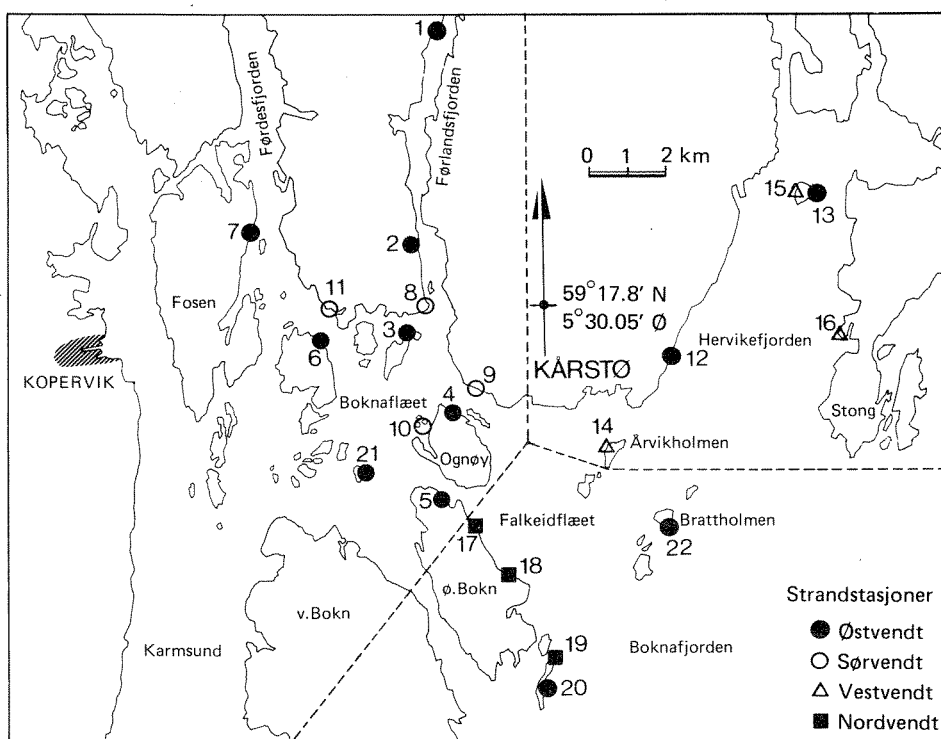 1
Førdesfjorden
Førlandsfjorden
0 1 2 km
15
13
7
2
11
8
59° 17.8' N
5° 30.05' Ø
Fosen
3
16
6
Hervikefjorden
12
KOPERVIK
KÅRSTØ
9
Boknaflæet
4
Stong
10
14
Årvikholmen
21
Ognøy
5
Falkeidflæet
Brattholmen
17
22
18
ø.Bokn
Strandstasjoner
v.Bokn
Østvendt
Karmsund
19
Boknafjorden
Sørvendt
20
Vestvendt
Nordvendt